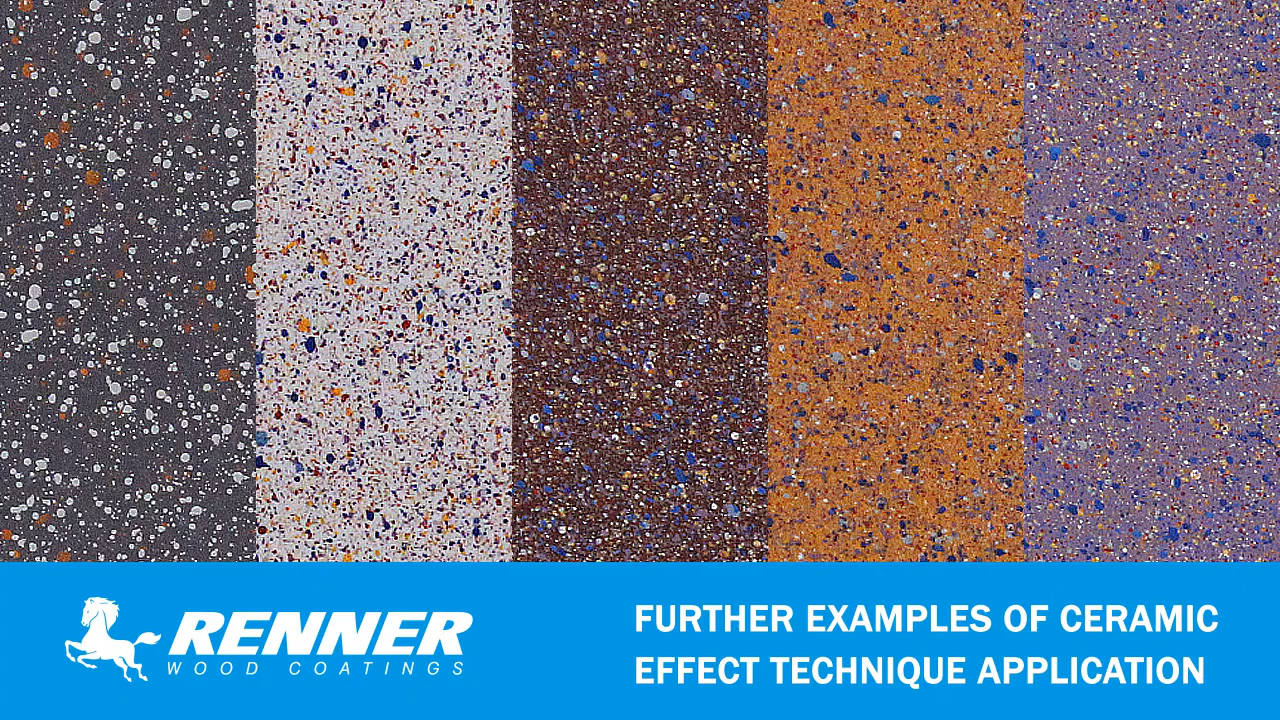 RENNER
WOOD COATINGS
FURTHER EXAMPLES OF CERAMIC
EFFECT TECHNIQUE APPLICATION